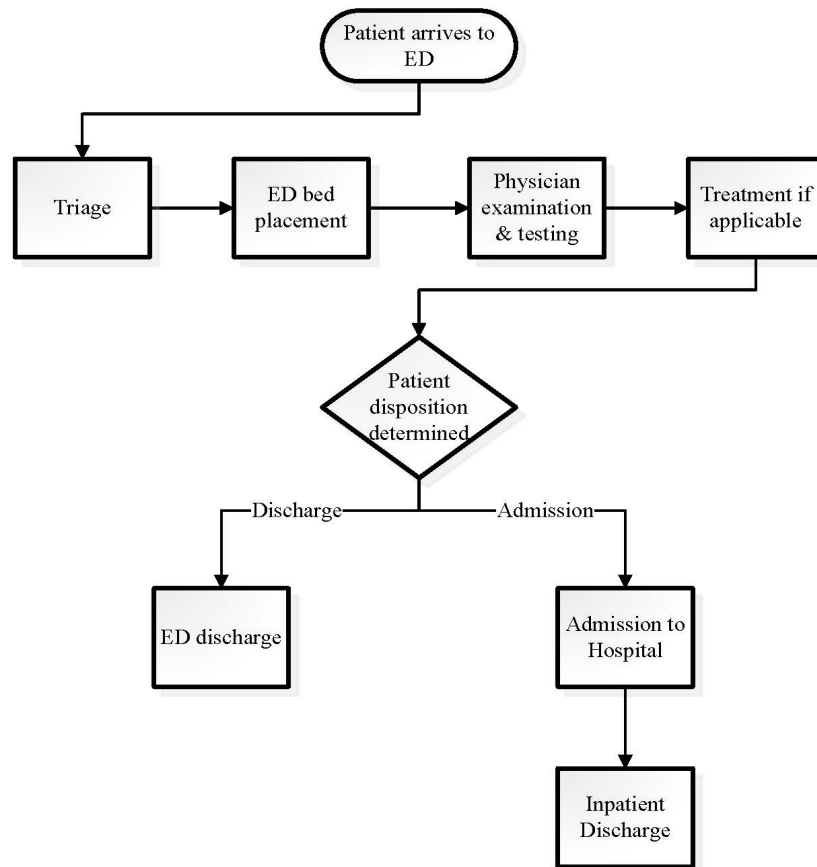 Patient arrives to
ED
Triage
ED bed
placement
Physician
examination
& testing
Treatment if
applicable
Patient
disposition
determined
Discharge
Admission
ED discharge
Admission to
Hospital
Inpatient
Discharge